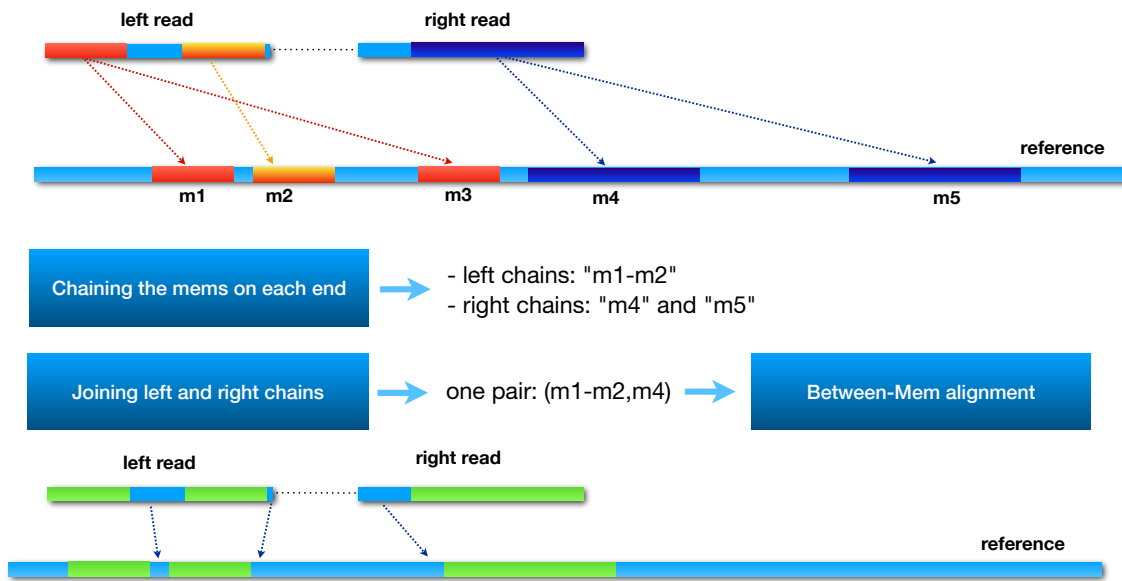 left read
right read
reference
m1
m2
m3
m4
m5
Chaining the mems on each end
- left chains: "m1-m2"
- right chains: "m4" and "m5"
Joining left and right chains
one pair: (m1-m2,m4)
Between-Mem alignment
left read
right read
reference